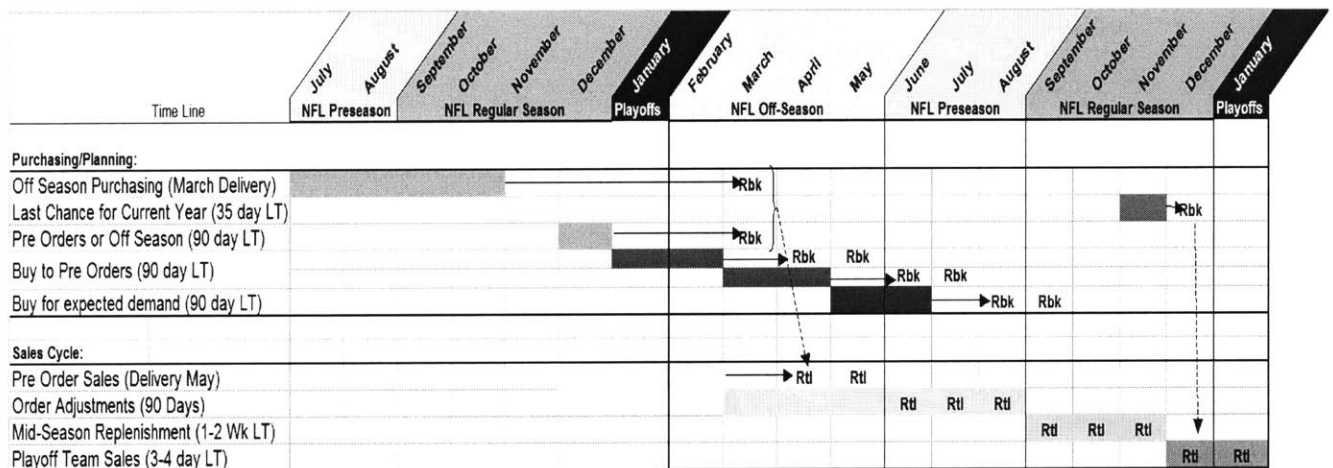 July August September October November December January February March April May June July August September October November December January
Time Line NFL Preseason NFL Regular Season Playoffs NFL Off-Season NFL Preseason NFL Regular Season Playoffs
Purchasing/Planning:
Off Season Purchasing (March Delivery) Rbk
Last Chance for Current Year (35 day LT) Rbk
Pre Orders or Off Season (90 day LT) Rbk
Rbk Rbk
Buy to Pre Orders (90 day LT) Rbk Rbk
Buy for expected demand (90 day LT) Rbk Rbk
Sales Cycle:
Pre Order Sales (Delivery May) Rtl Rtl
Order Adjustments (90 Days) Rtl Rtl Rtl
Mid-Season Replenishment (1-2 Wk LT) Rtl Rtl Rtl
Playoff Team Sales (3-4 day LT) Rtl Rtl